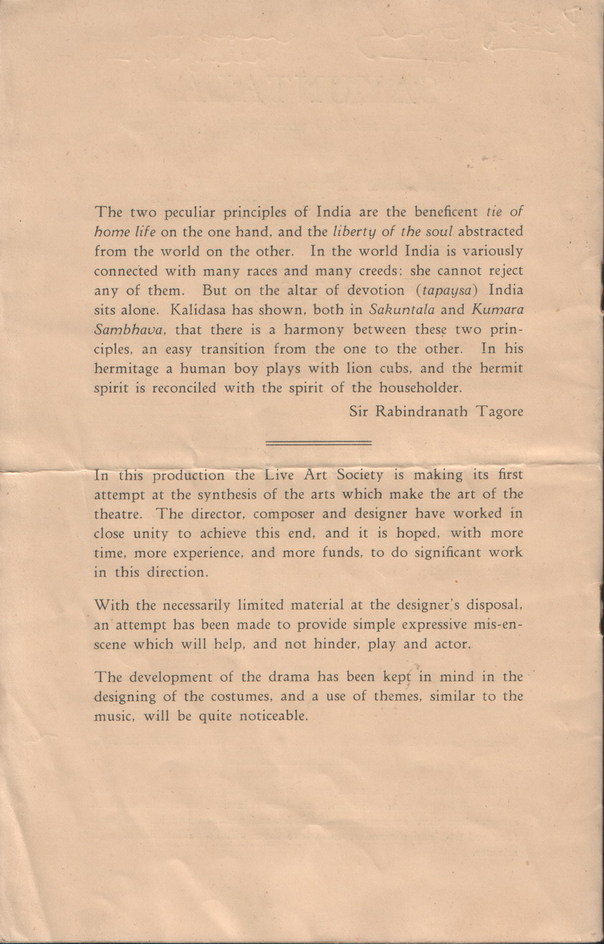 The two peculiar principles of India are the beneficent tie of
home life on the one hand, and the liberty of the soul abstracted
from the world on the other. In the world India is variously
connected with many races and many creeds; she cannot reject
any of them. But on the altar of devotion (tapaysa) India
sits alone. Kalidasa has shown, both in Sakuntala and Kumara
Sambhava, that there is a harmony between these two prin-
ciples, an easy transition from the one to the other. In his
hermitage a human boy plays with lion cubs, and the hermit
spirit is reconciled with the spirit of the householder.
Sir Rabindranath Tagore
In this production the Live Art Society is making its first
attempt at the synthesis of the arts which make the art of the
theatre. The director, composer and designer have worked in
close unity to achieve this end, and it is hoped, with more
time, more experience, and more funds, to do significant work
in this direction.
With the necessarily limited material at the designer's disposal,
an attempt has been made to provide simple expressive mis-en-
scene which will help, and not hinder, play and actor.
The development of the drama has been kept in mind in the
designing of the costumes, and a use of themes, similar to the
music, will be quite noticeable.